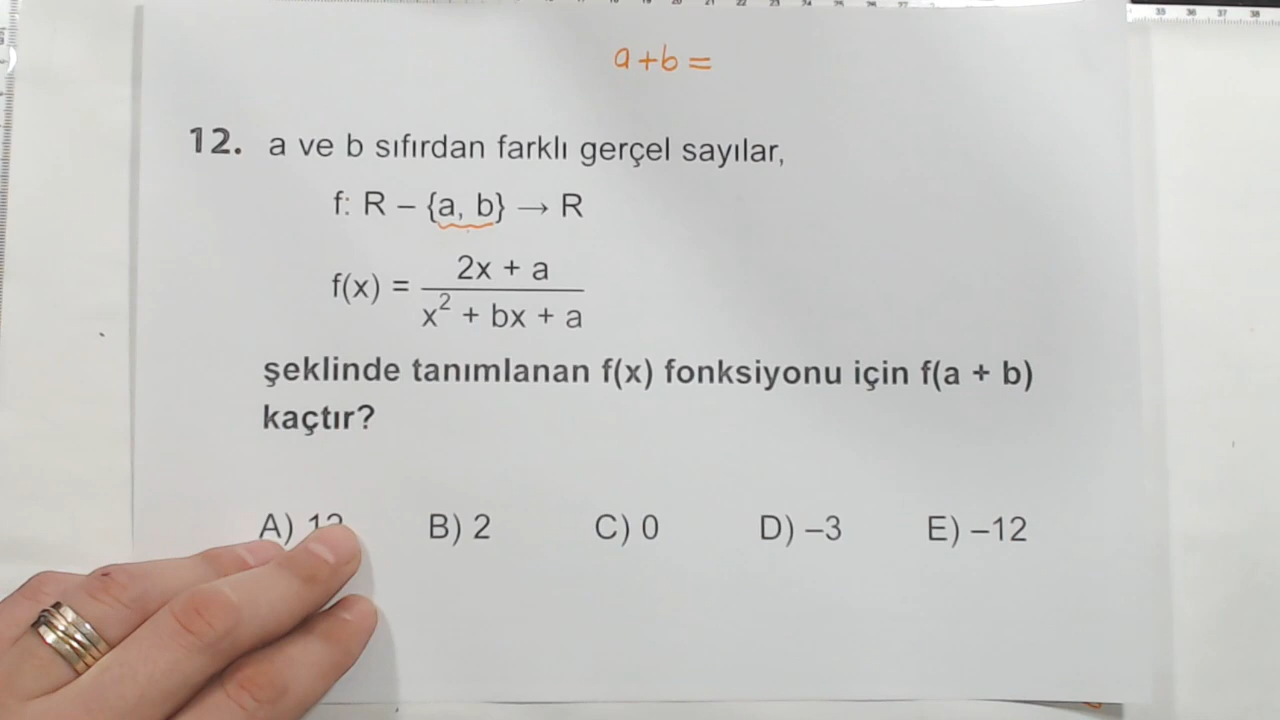 a+b=
12. a ve b sıfırdan farklı gerçel sayılar,
f: R – {a, b} → R
f(x) = (2x + a) / (x² + bx + a)
şeklinde tanımlanan f(x) fonksiyonu için f(a + b)
kaçtır?
A) B) 2 C) 0 D) –3 E) –12